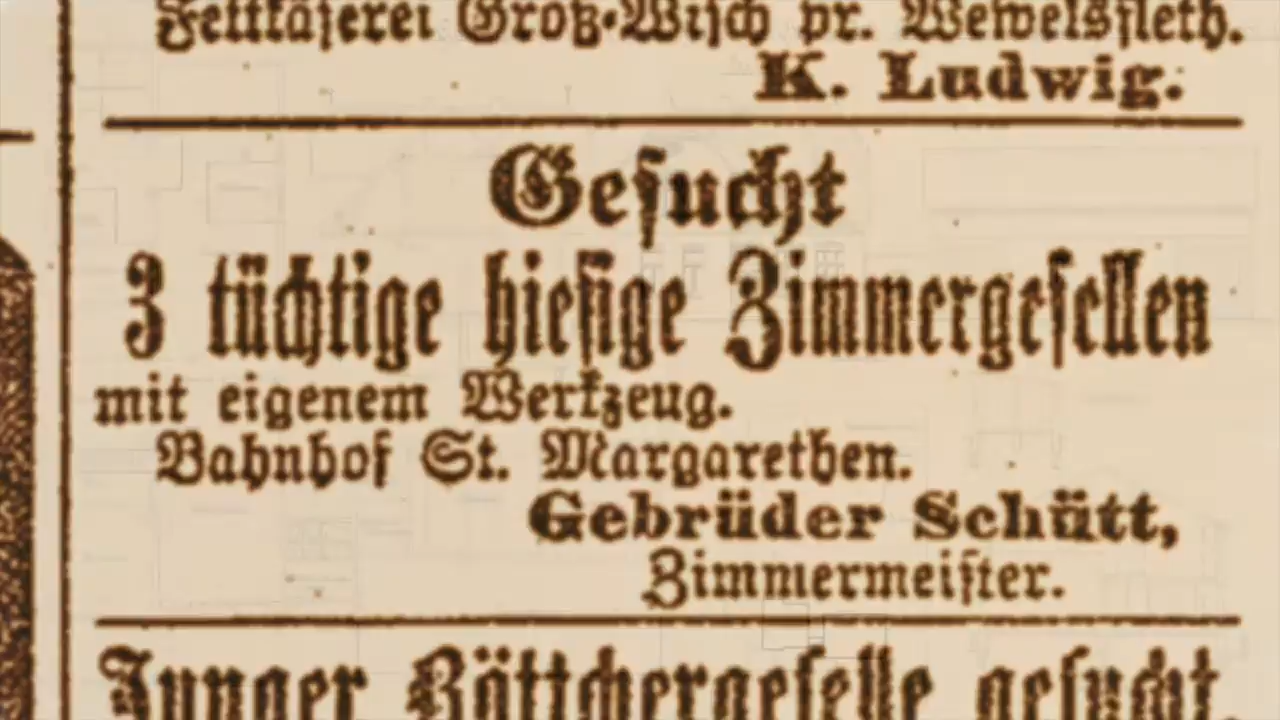 Fettkäserei Groß-Wisch pr. Wewelsfleth.
K. Ludwig.
Gesucht
3 tüchtige hiesige Zimmergesellen
mit eigenem Werkzeug.
Bahnhof St. Margarethen.
Gebrüder Schütt,
Zimmermeister.
Junger Böttchergeselle gesucht.